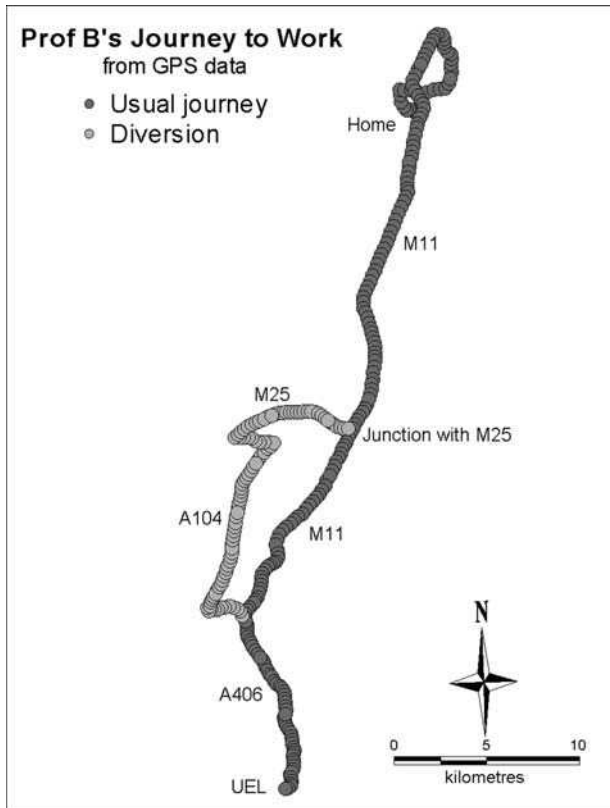 Prof B's Journey to Work
from GPS data
Usual journey
Diversion
Home
M11
M25
Junction with M25
A104
M11
N
A406
0 5 10
kilometres
UEL